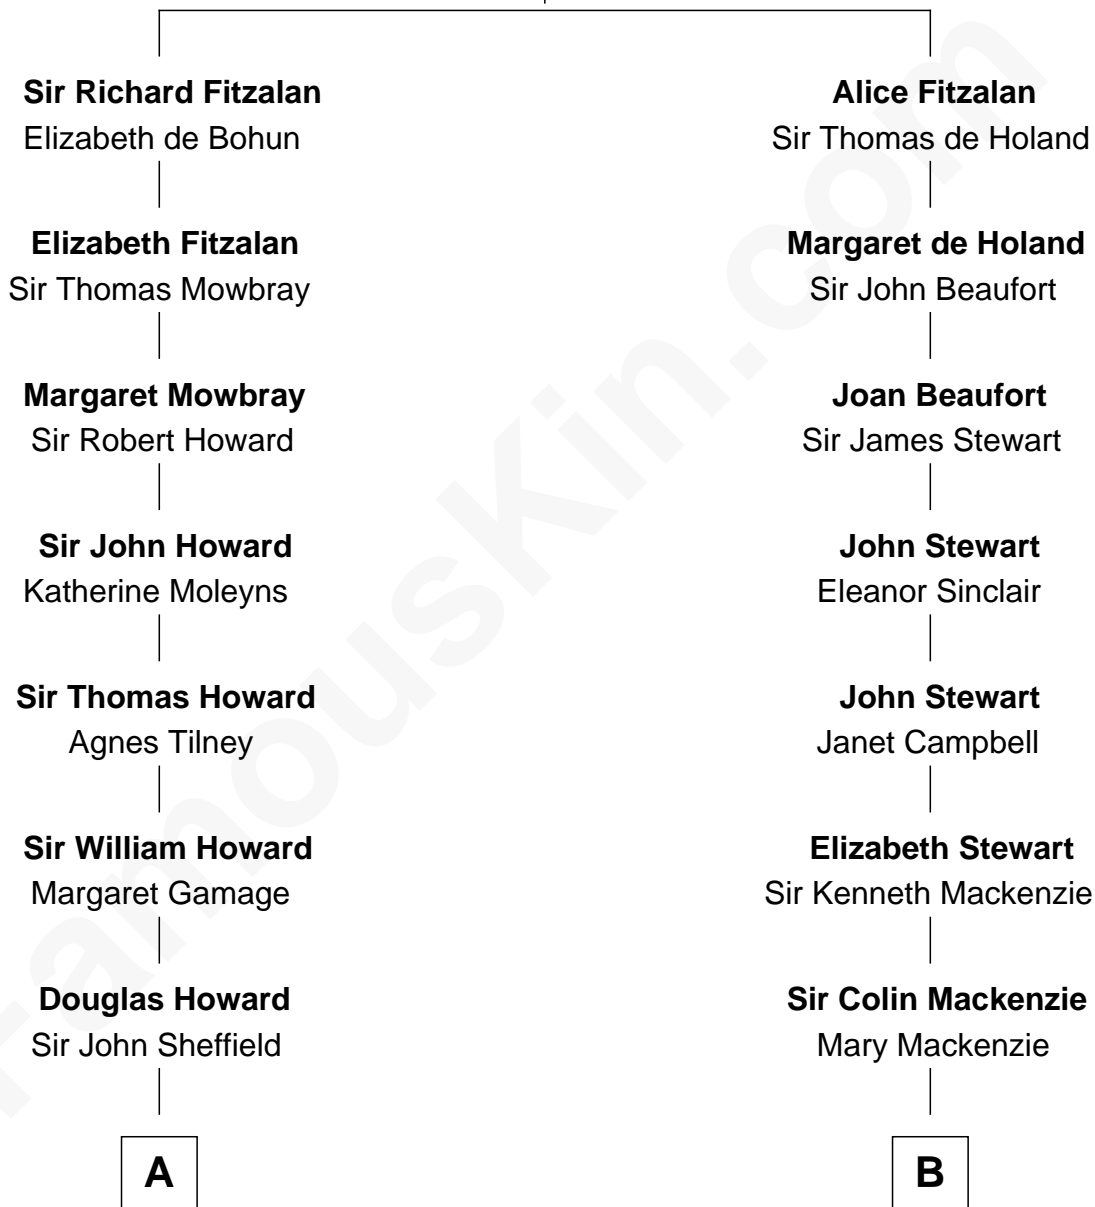 Sir Richard Fitzalan
Elizabeth de Bohun
Elizabeth Fitzalan
Sir Thomas Mowbray
Margaret Mowbray
Sir Robert Howard
Sir John Howard
Katherine Moleyns
Sir Thomas Howard
Agnes Tilney
Sir William Howard
Margaret Gamage
Douglas Howard
Sir John Sheffield
A
Alice Fitzalan
Sir Thomas de Holand
Margaret de Holand
Sir John Beaufort
Joan Beaufort
Sir James Stewart
John Stewart
Eleanor Sinclair
John Stewart
Janet Campbell
Elizabeth Stewart
Sir Kenneth Mackenzie
Sir Colin Mackenzie
Mary Mackenzie
B
FamousKin.com